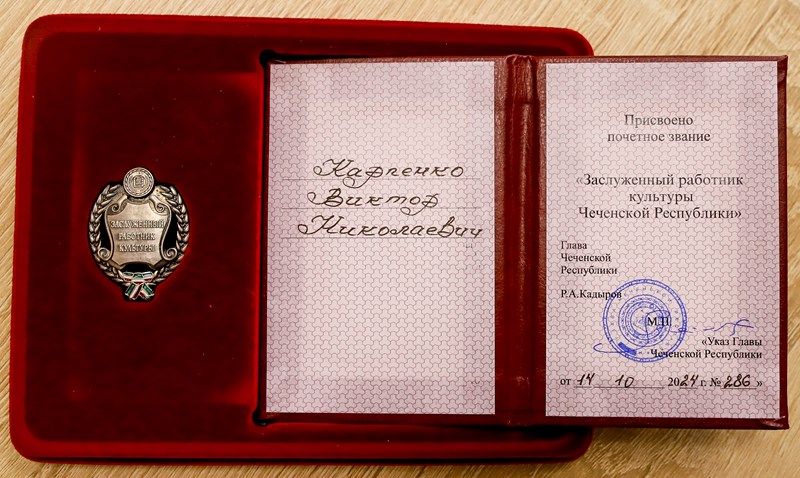 ЗАСЛУЖЕННЫЙ
РАБОТНИК
КУЛЬТУРЫ
Карпенко
Виктор
Николаевич
Присвоено
почетное звание
«Заслуженный работник
культуры
Чеченской Республики»
Глава
Чеченской
Республики
Р.А.Кадыров
М.П.
«Указ Главы
Чеченской Республики
от 14 10 2024 г. № 286 »